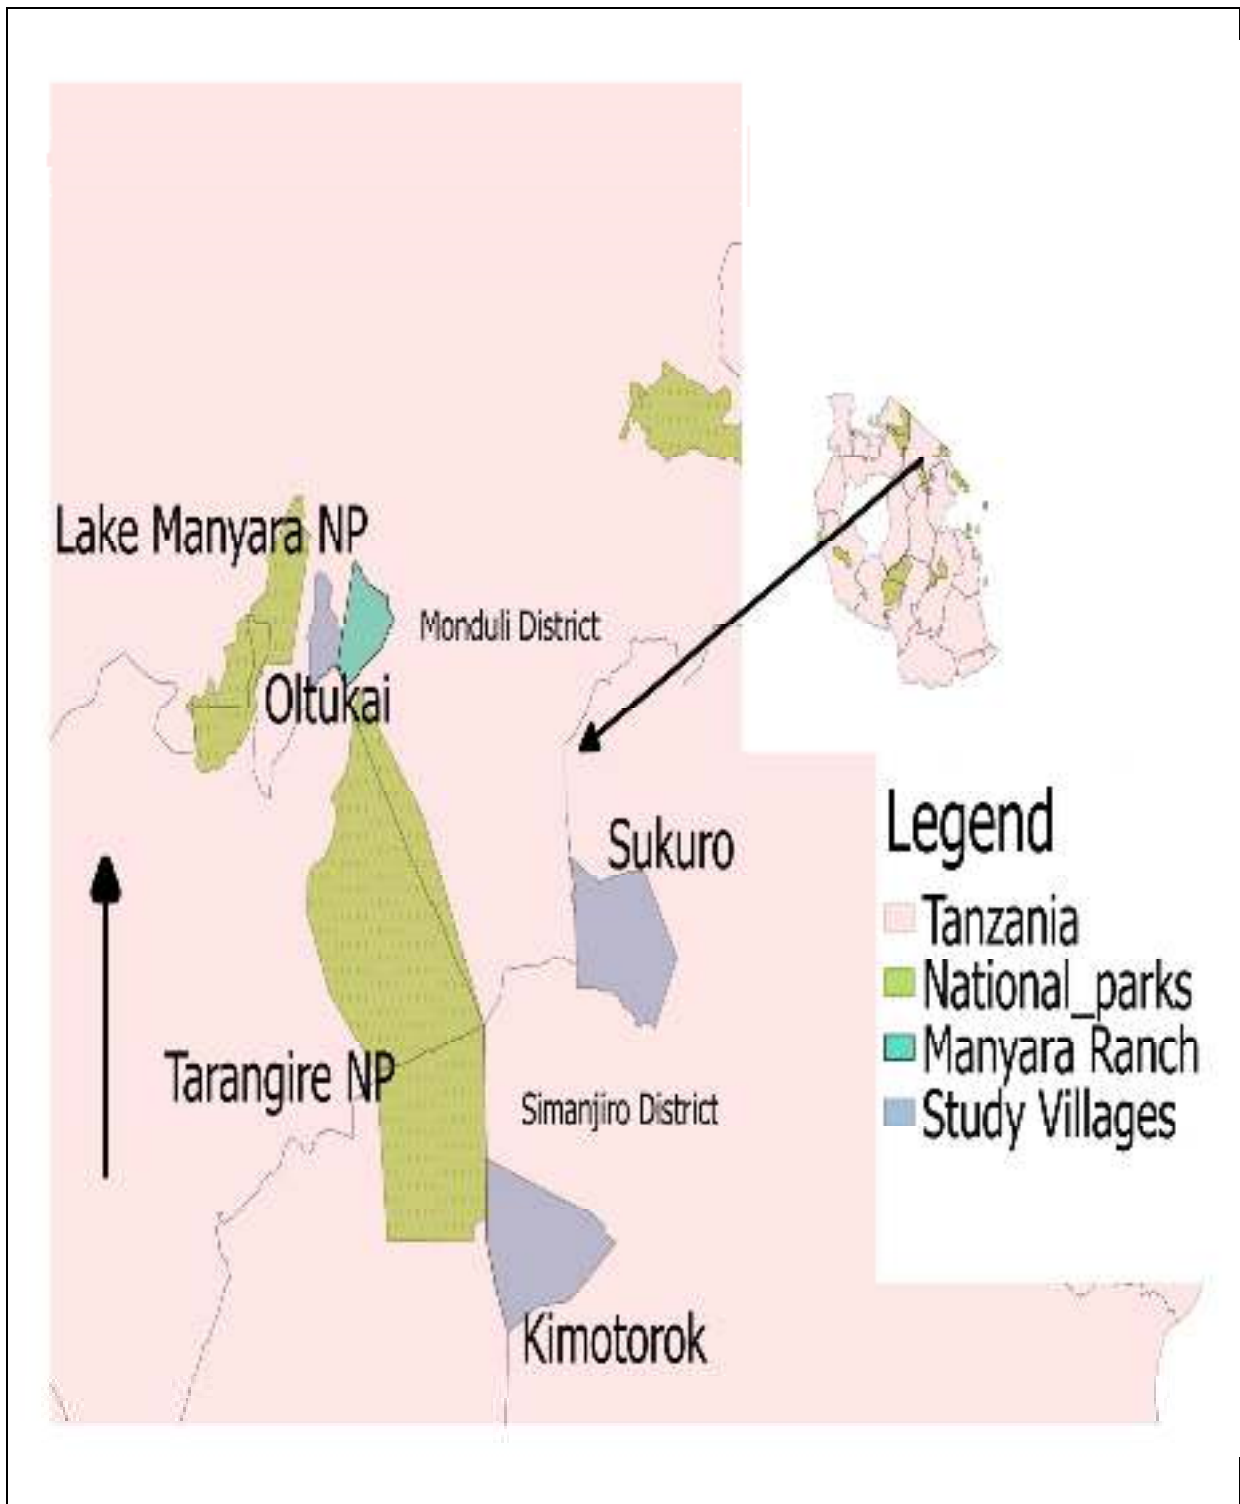 Lake Manyara NP
Monduli District
Oltukai
Sukuro
Tarangire NP
Simanjiro District
Kimotorok
Legend
Tanzania
National_parks
Manyara Ranch
Study Villages